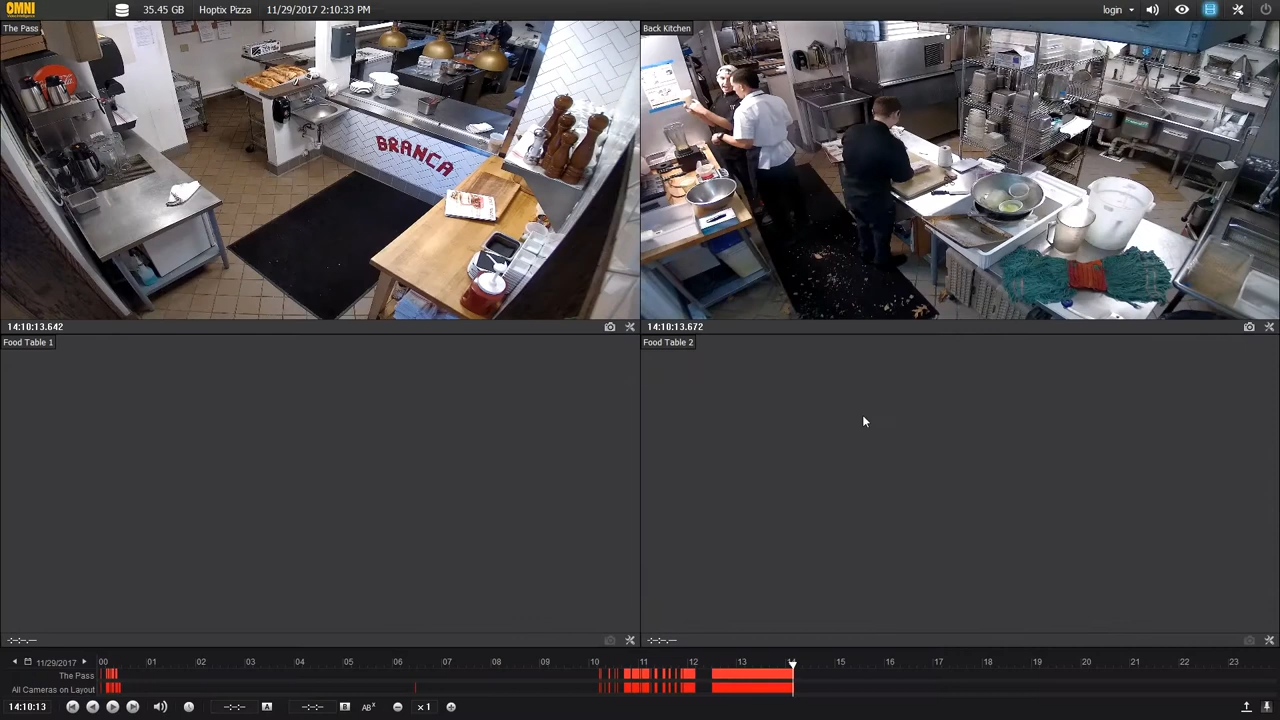 OMNI
35.45 GB
Hoptix Pizza
11/29/2017 2:10:33 PM
login
The Pass
Back Kitchen
BRANCA
14:10:13.642
14:10:13.672
Food Table 1
Food Table 2
-:--:--.---
-:--:--.---
11/29/2017
00 01 02 03 04 05 06 07 08 09 10 11 12 13 14 15 16 17 18 19 20 21 22 23
The Pass
All Cameras on Layout
14:10:13
-:--:--
A
-:--:--
B
AB×
× 1